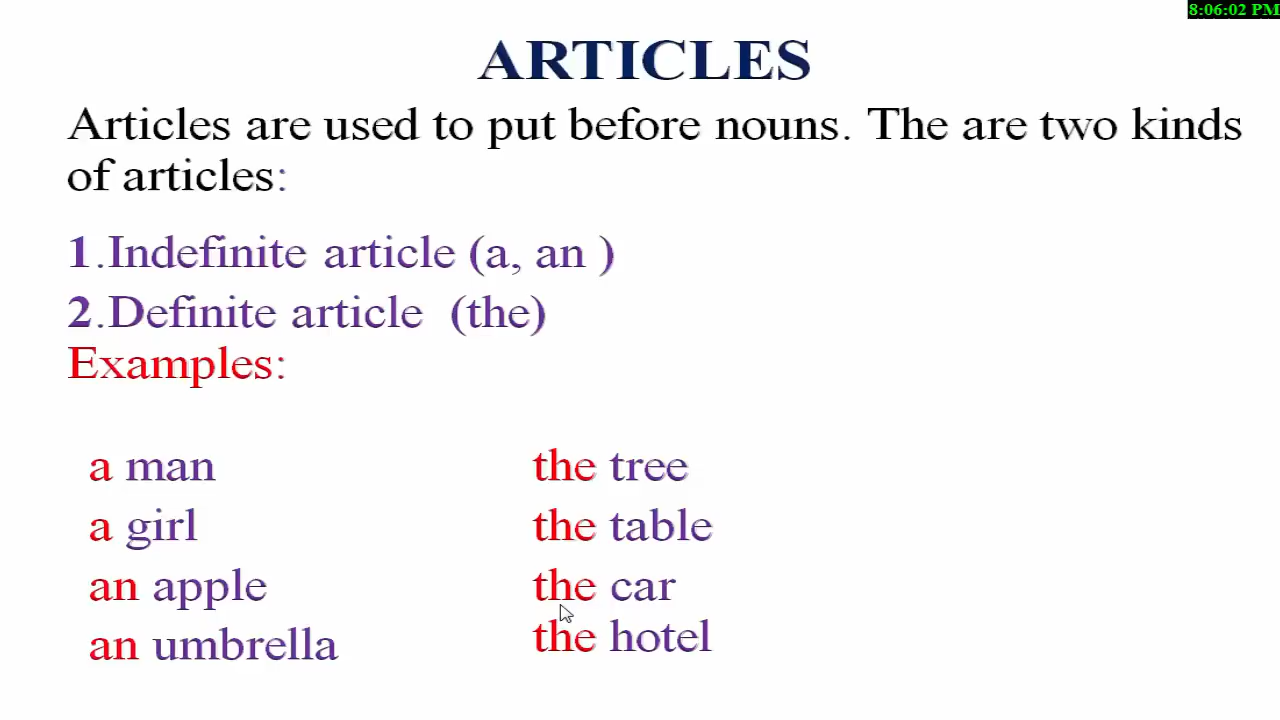 8:06:02 PM
ARTICLES
Articles are used to put before nouns. The are two kinds
of articles:
1.Indefinite article (a, an )
2.Definite article (the)
Examples:
a man
a girl
an apple
an umbrella
the tree
the table
the car
the hotel